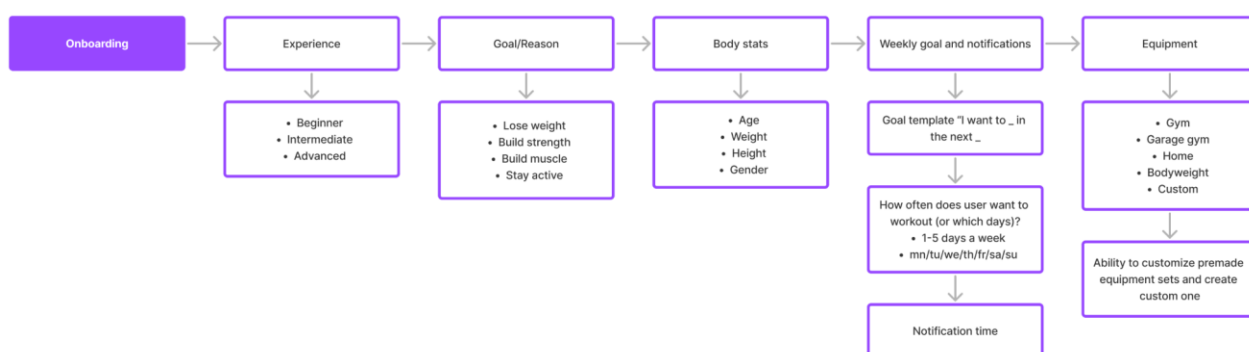 Onboarding
Experience
Goal/Reason
Body stats
Weekly goal and notifications
Equipment
• Beginner
• Intermediate
• Advanced
• Lose weight
• Build strength
• Build muscle
• Stay active
• Age
• Weight
• Height
• Gender
Goal template "I want to _ in
the next _
How often does user want to
workout (or which days)?
• 1-5 days a week
• mn/tu/we/th/fr/sa/su
Notification time
• Gym
• Garage gym
• Home
• Bodyweight
• Custom
Ability to customize premade
equipment sets and create
custom one